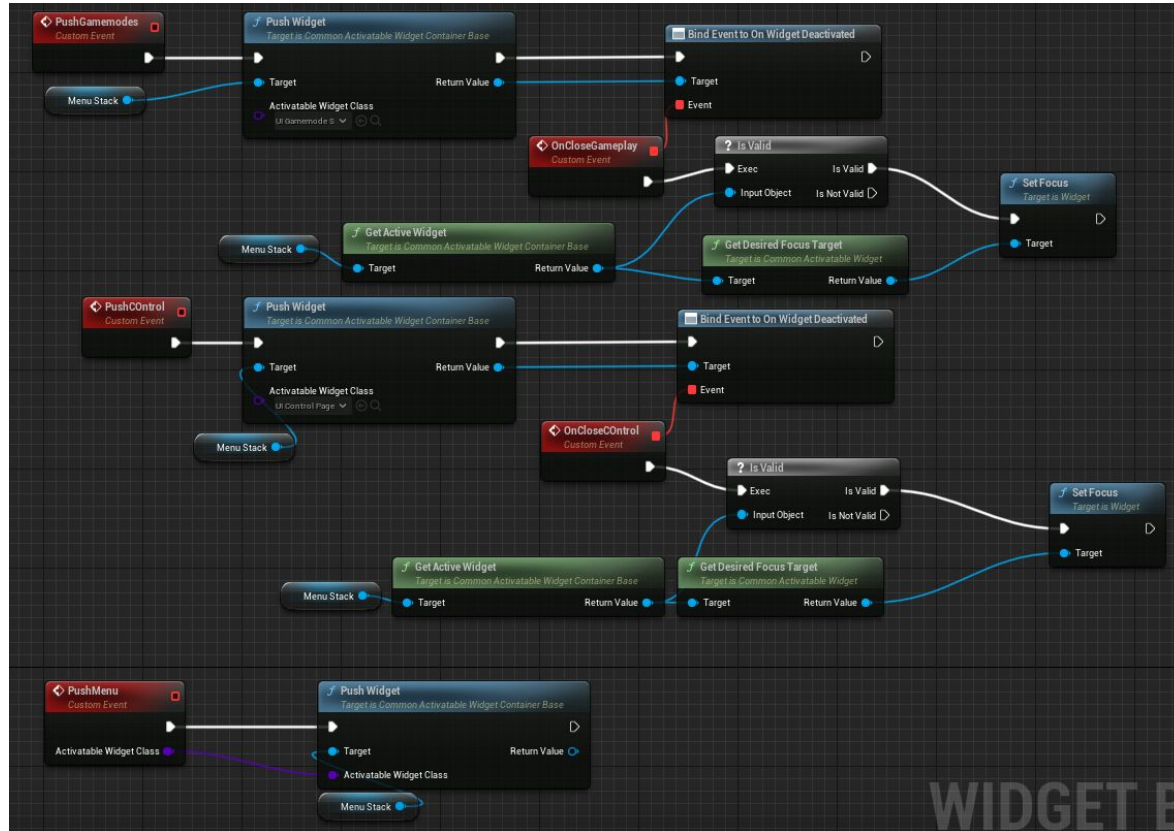 PushGamemodes
Custom Event
Push Widget
Target is Common Activatable Widget Container Base
Target
Return Value
Activatable Widget Class
UI Gamemode S
Menu Stack
Bind Event to On Widget Deactivated
Target
Event
OnCloseGameplay
Custom Event
Is Valid
Exec
Is Valid
Input Object
Is Not Valid
Set Focus
Target is Widget
Target
Menu Stack
Get Active Widget
Target is Common Activatable Widget Container Base
Target
Return Value
Get Desired Focus Target
Target is Common Activatable Widget
Target
Return Value
PushCOntrol
Custom Event
Push Widget
Target is Common Activatable Widget Container Base
Target
Return Value
Activatable Widget Class
UI Control Page
Menu Stack
Bind Event to On Widget Deactivated
Target
Event
OnCloseCOntrol
Custom Event
? Is Valid
Exec
Is Valid
Input Object
Is Not Valid
Set Focus
Target is Widget
Target
Menu Stack
Get Active Widget
Target is Common Activatable Widget Container Base
Target
Return Value
Get Desired Focus Target
Target is Common Activatable Widget
Target
Return Value
PushMenu
Custom Event
Activatable Widget Class
Push Widget
Target is Common Activatable Widget Container Base
Target
Return Value
Activatable Widget Class
Menu Stack
WIDGET